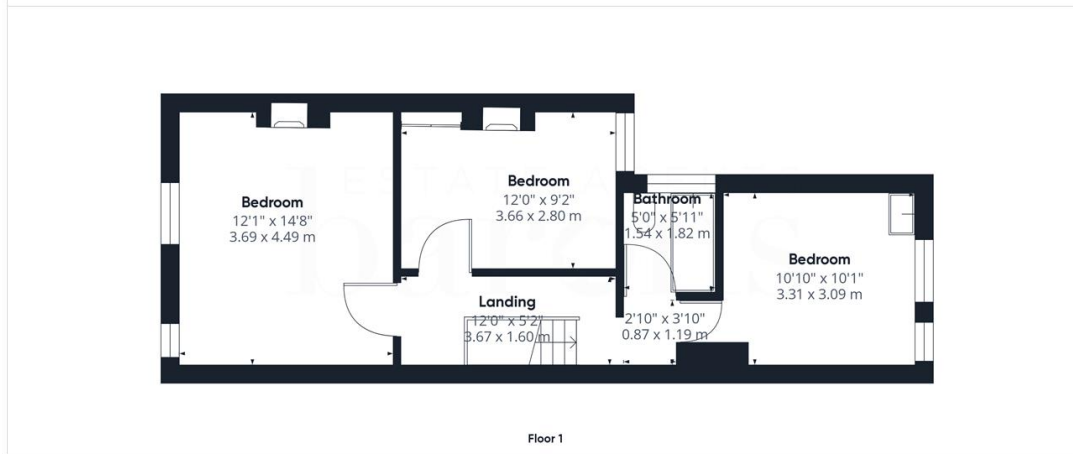 Bedroom
12'1" x 14'8"
3.69 x 4.49 m
Bedroom
12'0" x 9'2"
3.66 x 2.80 m
Bathroom
5'0" x 5'11"
1.54 x 1.82 m
Bedroom
10'10" x 10'1"
3.31 x 3.09 m
Landing
12'0" x 5'2"
3.67 x 1.60 m
2'10" x 3'10"
0.87 x 1.19 m
Floor 1